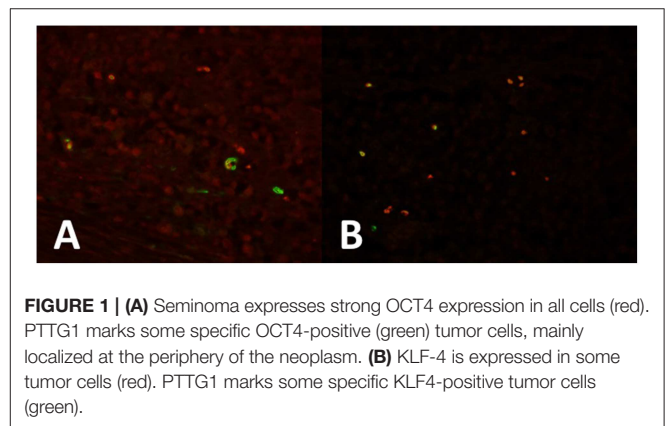 A
B
FIGURE 1 | (A) Seminoma expresses strong OCT4 expression in all cells (red).
PTTG1 marks some specific OCT4-positive (green) tumor cells, mainly
localized at the periphery of the neoplasm. (B) KLF-4 is expressed in some
tumor cells (red). PTTG1 marks some specific KLF4-positive tumor cells
(green).